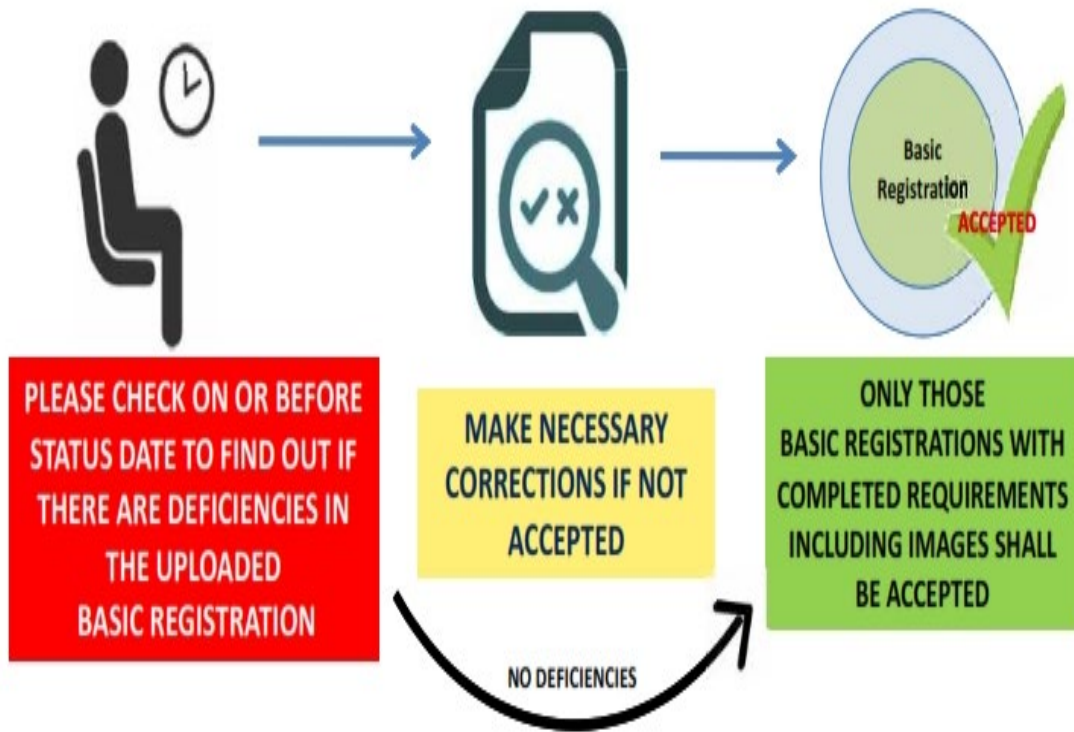 Basic
Registration
ACCEPTED
PLEASE CHECK ON OR BEFORE
STATUS DATE TO FIND OUT IF
THERE ARE DEFICIENCIES IN
THE UPLOADED
BASIC REGISTRATION
MAKE NECESSARY
CORRECTIONS IF NOT
ACCEPTED
ONLY THOSE
BASIC REGISTRATIONS WITH
COMPLETED REQUIREMENTS
INCLUDING IMAGES SHALL
BE ACCEPTED
NO DEFICIENCIES